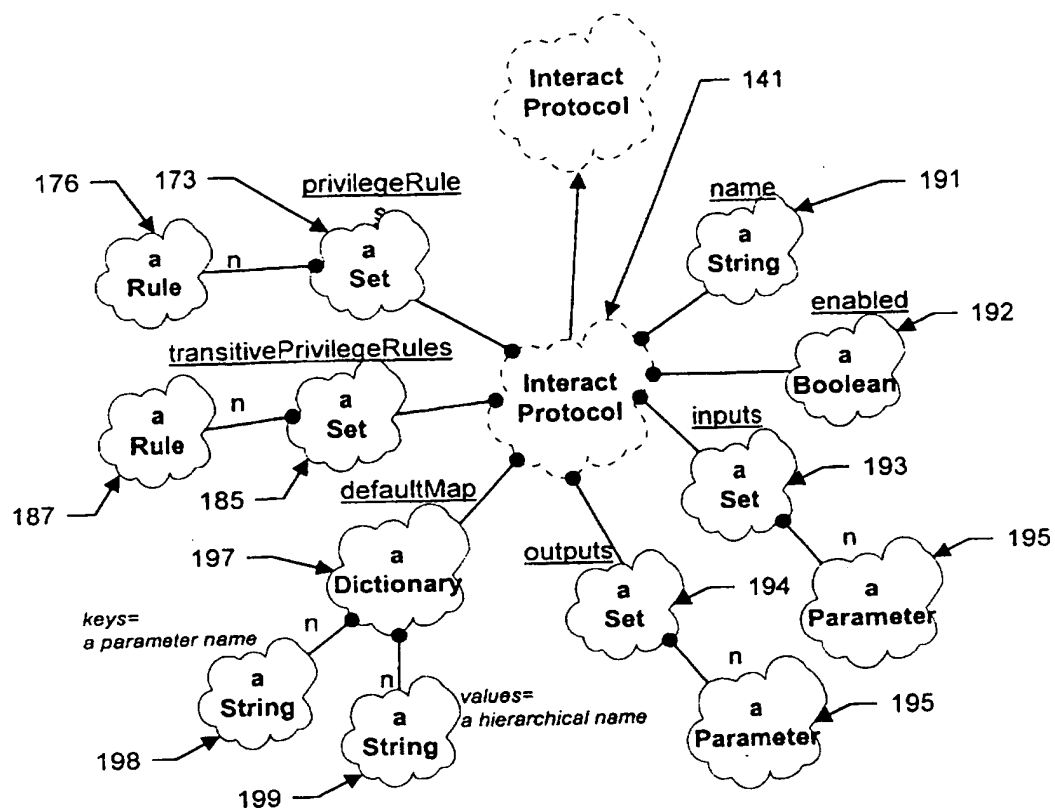 Interact
Protocol
141
176
173
privilegeRule
s
name
191
a
Rule
n
a
Set
a
String
enabled
192
transitivePrivilegeRules
a
Boolean
Interact
Protocol
a
Rule
n
a
Set
inputs
193
a
Set
187
185
defaultMap
197
a
Dictionary
outputs
194
a
Set
n
195
a
Parameter
keys=
a parameter name
n
n
a
String
values=
a hierarchical name
a
String
n
a
Parameter
195
198
199